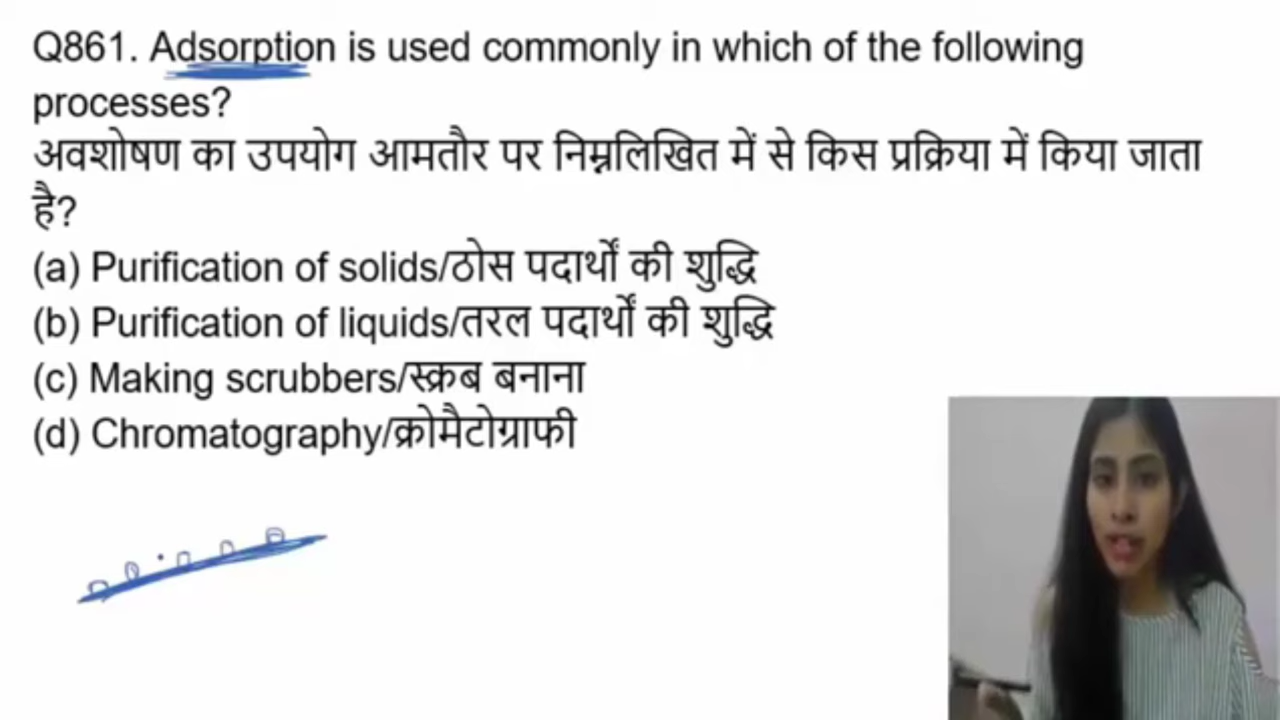 Q861. Adsorption is used commonly in which of the following
processes?
अवशोषण का उपयोग आमतौर पर निम्नलिखित में से किस प्रक्रिया में किया जाता
है?
(a) Purification of solids/ठोस पदार्थों की शुद्धि
(b) Purification of liquids/तरल पदार्थों की शुद्धि
(c) Making scrubbers/स्क्रब बनाना
(d) Chromatography/क्रोमैटोग्राफी